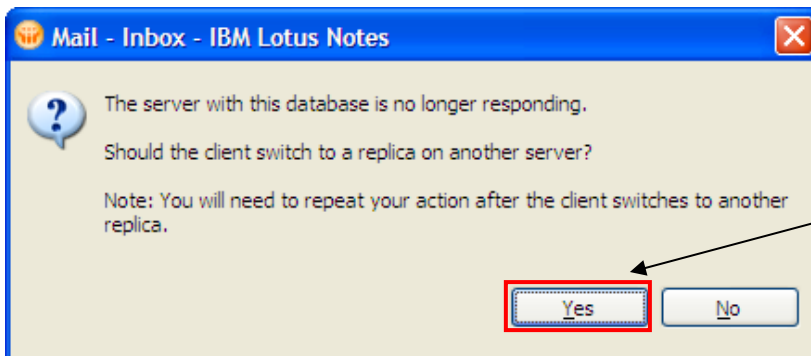 Mail - Inbox - IBM Lotus Notes
The server with this database is no longer responding.
Should the client switch to a replica on another server?
Note: You will need to repeat your action after the client switches to another
replica.
Yes No